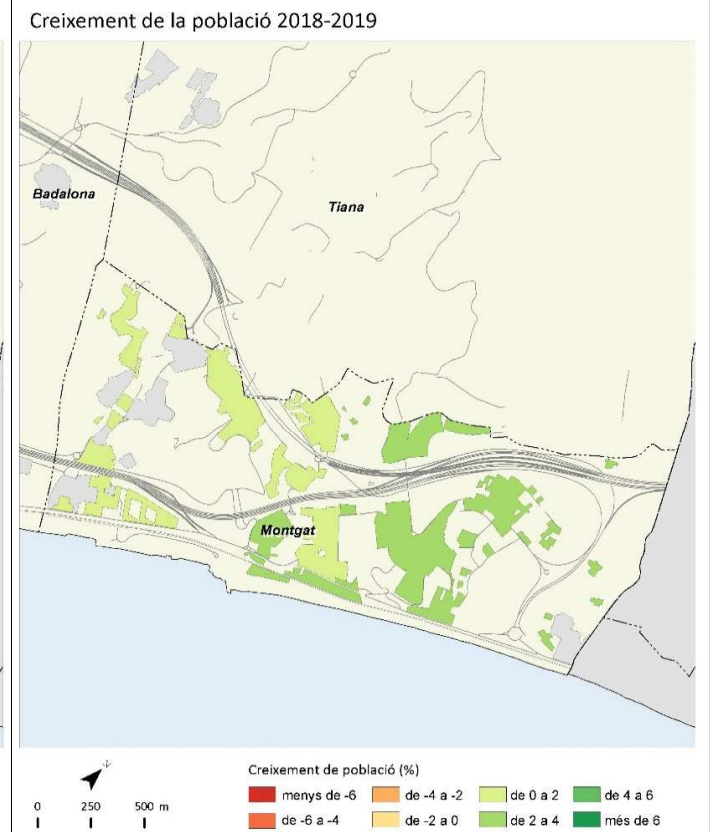 Creixement de la població 2018-2019
Badalona
Tiana
Montgat
Creixement de població (%)
0 250 500 m
menys de -6
de -4 a -2
de 0 a 2
de 4 a 6
de -6 a -4
de -2 a 0
de 2 a 4
més de 6